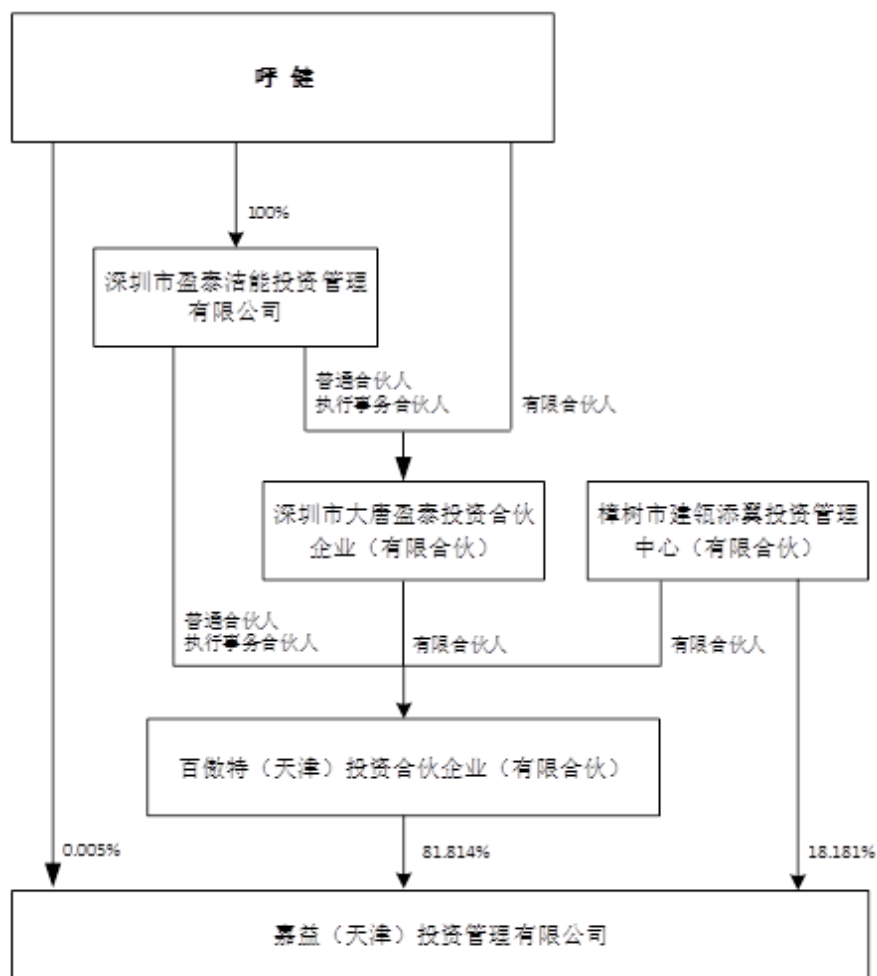 呼 健
100%
深圳市盈泰洁能投资管理
有限公司
普通合伙人
执行事务合伙人
有限合伙人
深圳市大唐盈泰投资合伙
企业（有限合伙）
樟树市建瓴添翼投资管理
中心（有限合伙）
普通合伙人
执行事务合伙人
有限合伙人
有限合伙人
百傲特（天津）投资合伙企业（有限合伙）
0.005%
81.814%
18.181%
嘉益（天津）投资管理有限公司